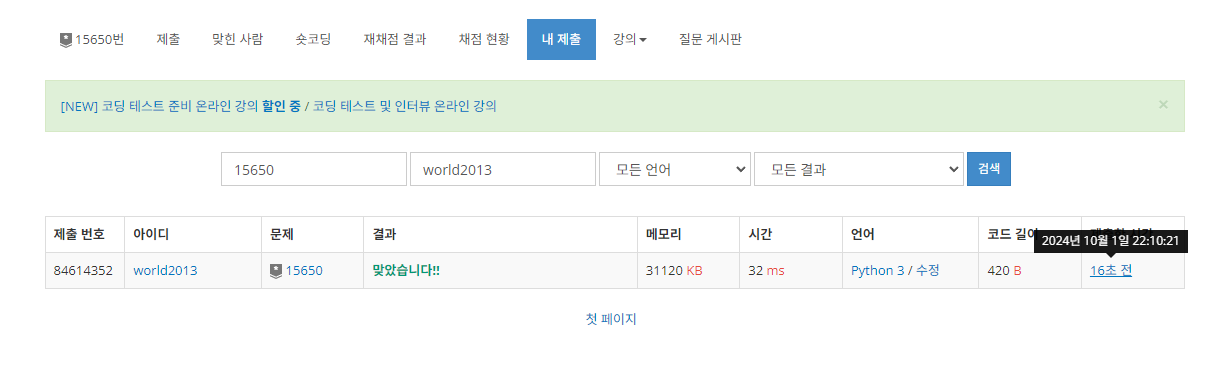 15650번 제출 맞힌 사람 숏코딩 재채점 결과 채점 현황 내 제출 강의 질문 게시판
[NEW] 코딩 테스트 준비 온라인 강의 할인 중 / 코딩 테스트 및 인터뷰 온라인 강의 ×
15650 world2013 모든 언어 모든 결과 검색
제출 번호 아이디 문제 결과 메모리 시간 언어 코드 길이
2024년 10월 1일 22:10:21
84614352 world2013 15650 맞았습니다!! 31120 KB 32 ms Python 3 / 수정 420 B 16초 전
첫 페이지